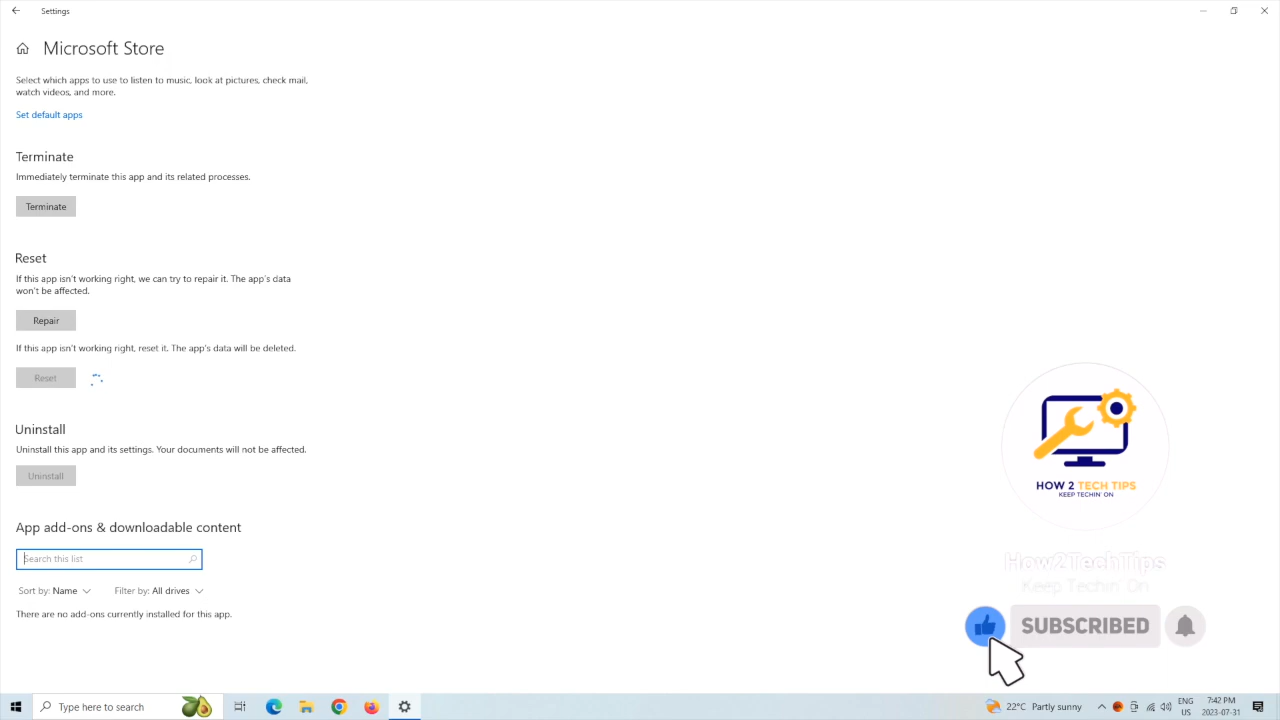 Settings
Microsoft Store
Select which apps to use to listen to music, look at pictures, check mail,
watch videos, and more.
Set default apps
Terminate
Immediately terminate this app and its related processes.
Terminate
Reset
If this app isn't working right, we can try to repair it. The app's data
won't be affected.
Repair
If this app isn't working right, reset it. The app's data will be deleted.
Reset
Uninstall
Uninstall this app and its settings. Your documents will not be affected.
Uninstall
App add-ons & downloadable content
Search this list
Sort by: Name Filter by: All drives
There are no add-ons currently installed for this app.
HOW 2 TECH TIPS
KEEP TECHIN' ON
How2TechTips
Keep Techin' On
SUBSCRIBED
Type here to search
22°C Partly sunny
ENG
US
7:42 PM
2023-07-31